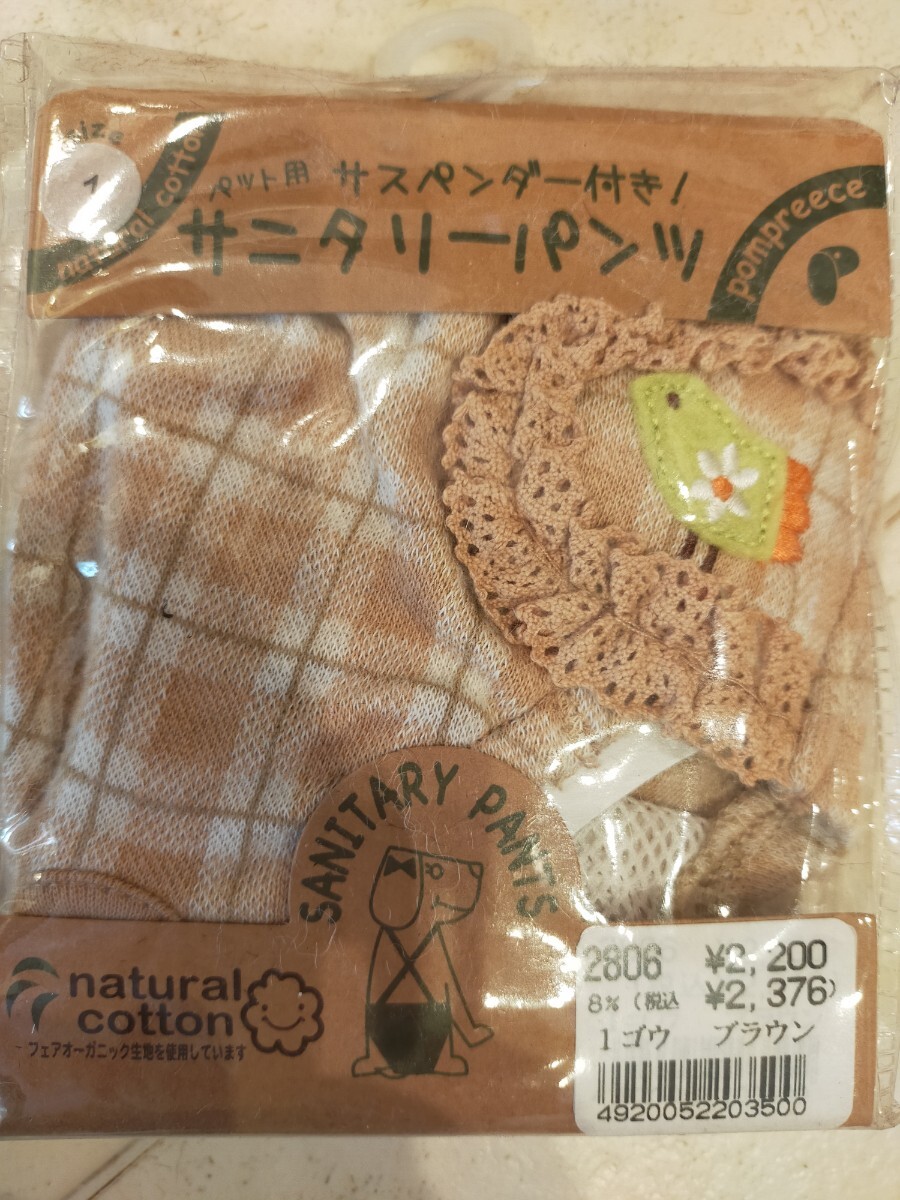 size
1
natural cotton
ペット用 サスペンダー付き!
サニタリーパンツ
pompreece
SANITARY PANTS
natural
cotton
フェアオーガニック生地を使用しています
2806 ¥2,200
8% (税込 ¥2,376)
1ゴウ ブラウン
4920052203500